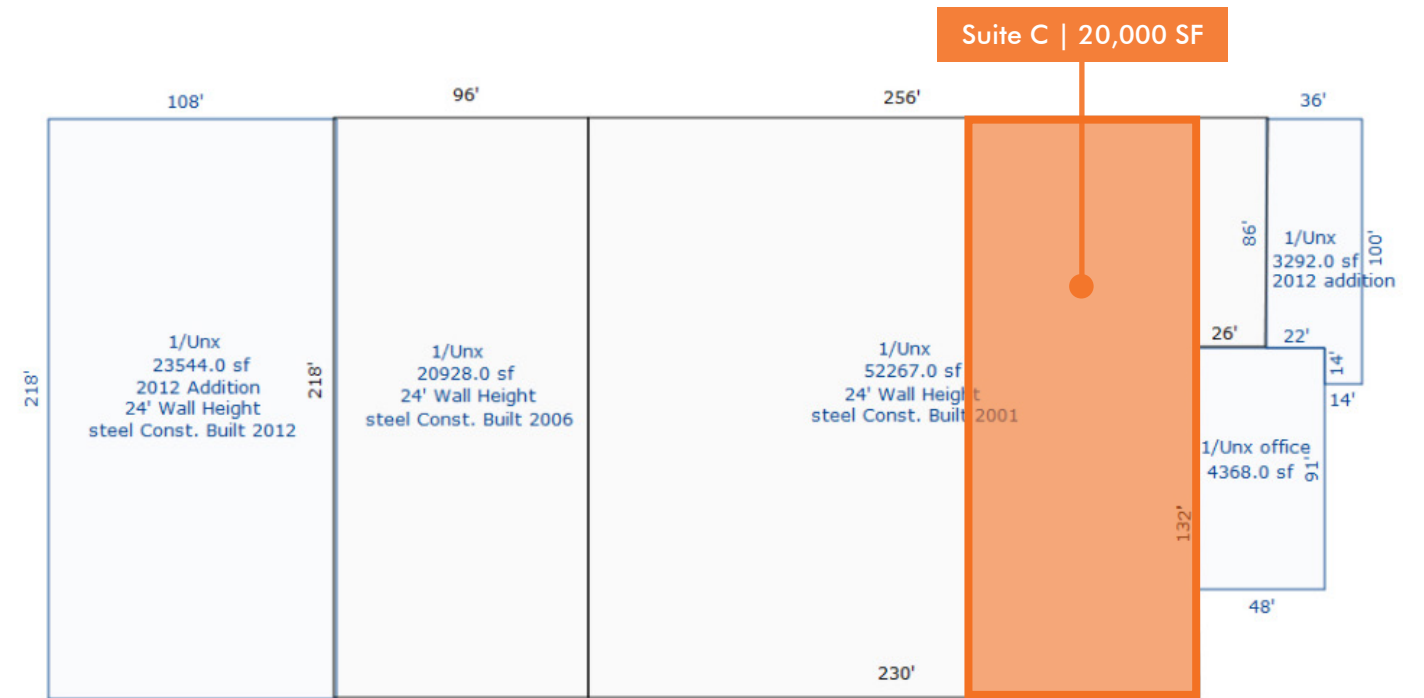 Suite C | 20,000 SF
108'
96'
256'
36'
218'
1/Unx
23544.0 sf
2012 Addition
24' Wall Height
steel Const. Built 2012
218'
1/Unx
20928.0 sf
24' Wall Height
steel Const. Built 2006
1/Unx
52267.0 sf
24' Wall Height
steel Const. Built 2001
230'
132'
86'
26'
1/Unx
3292.0 sf
2012 addition
100'
22'
14'
14'
1/Unx office
4368.0 sf
91'
48'